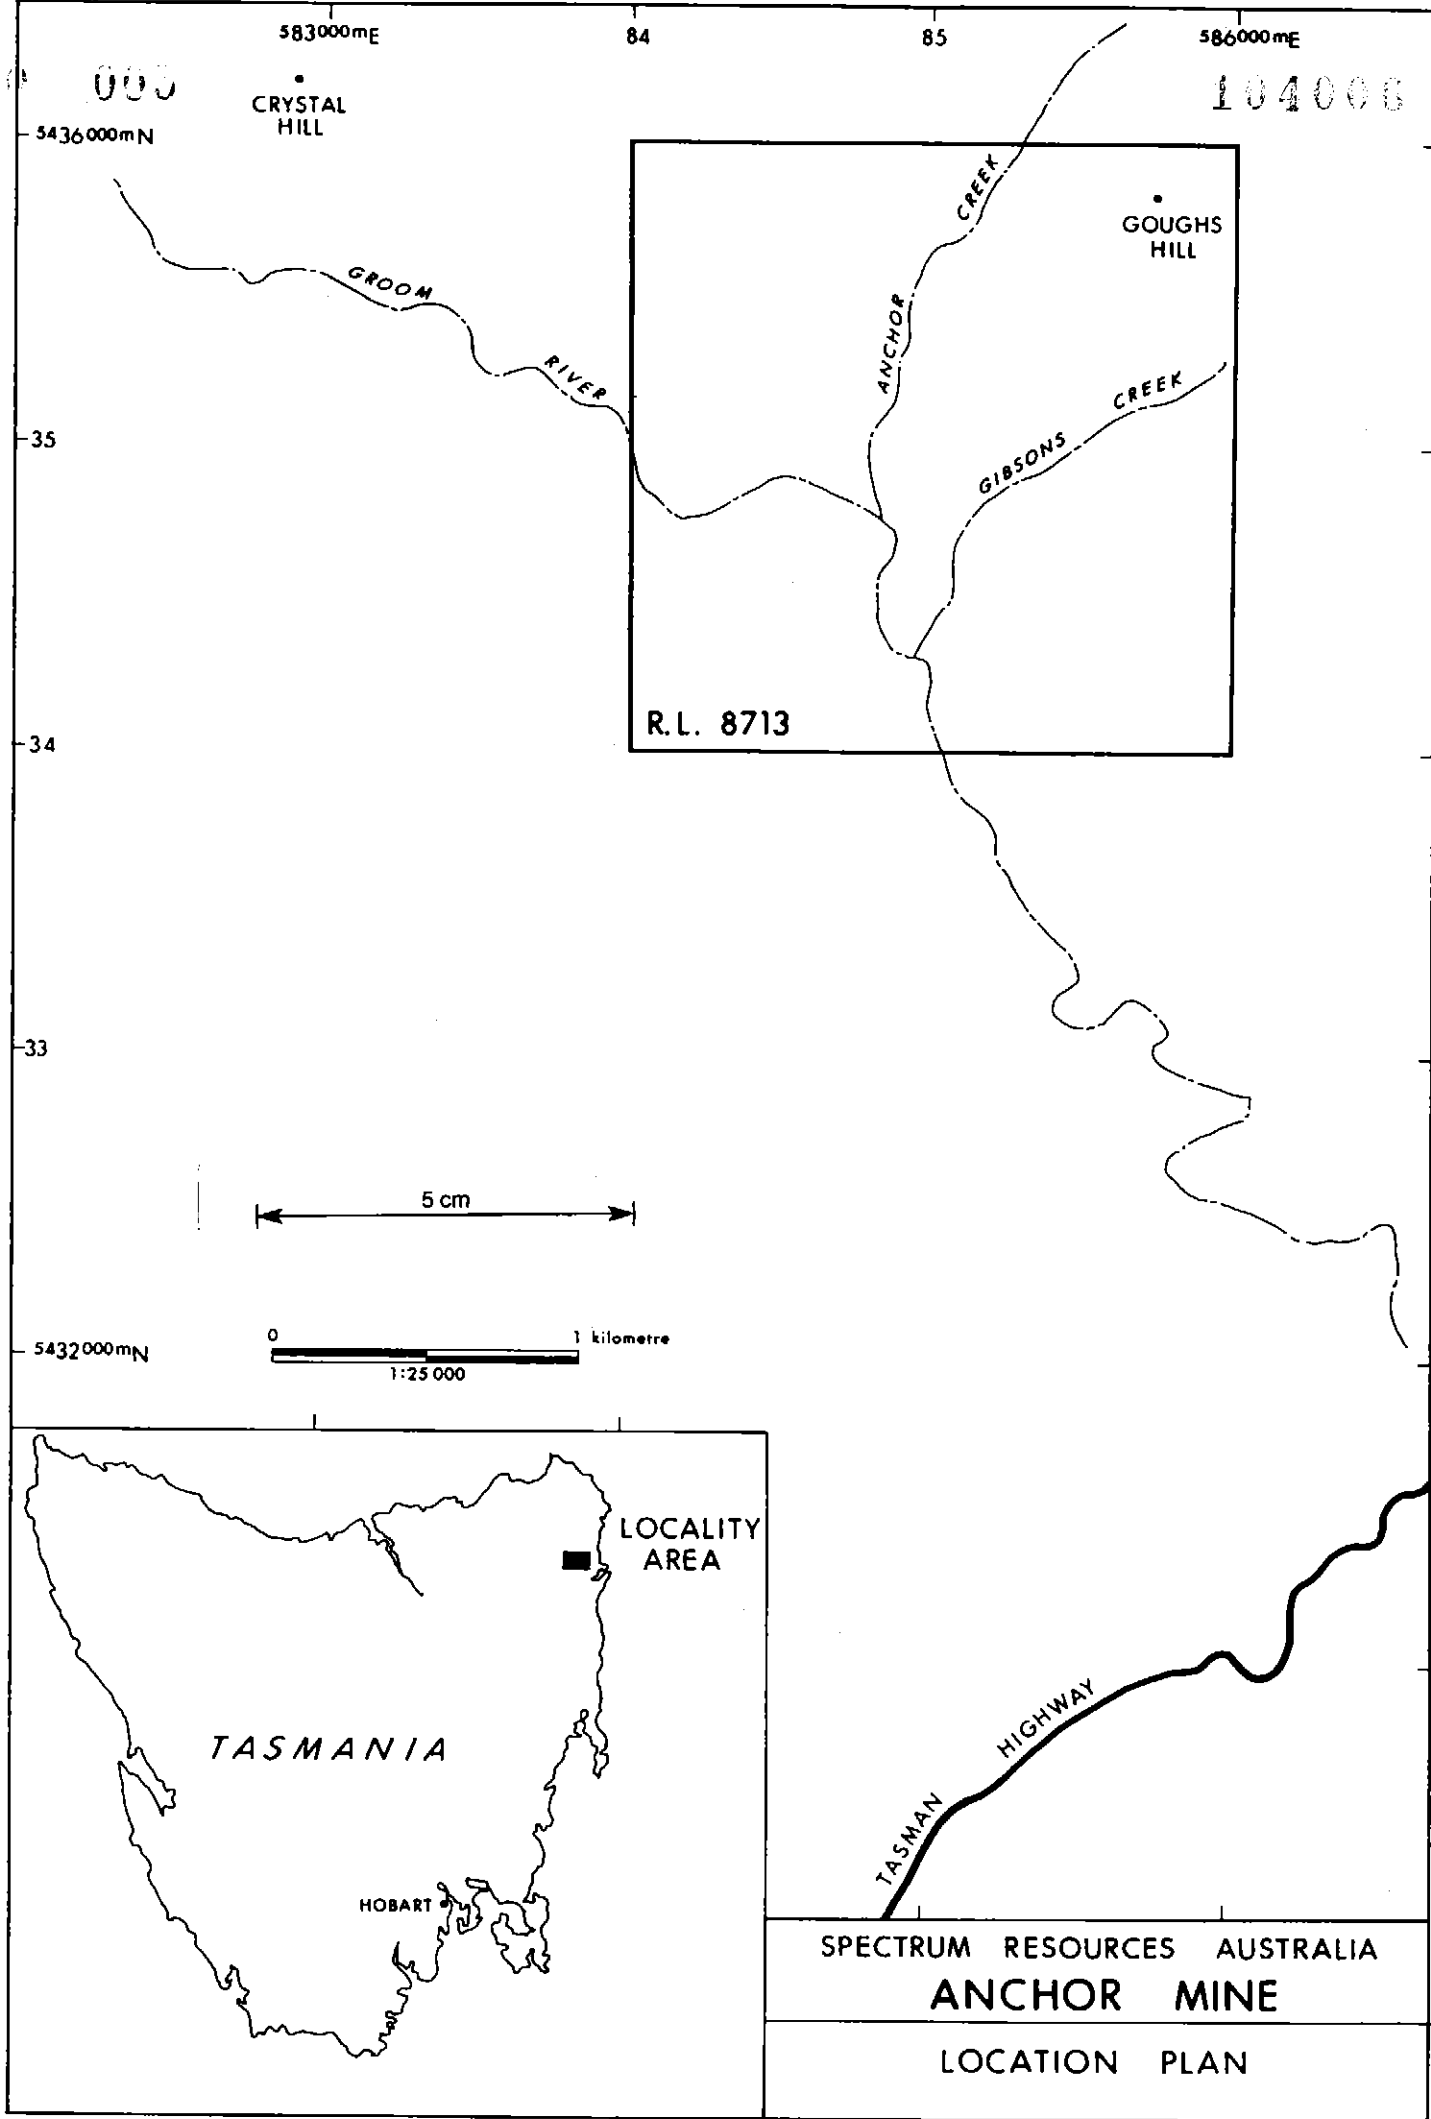 583000mE
84
85
586000mE
104006
CRYSTAL
HILL
5436000mN
ANCHOR CREEK
GOUGHS
HILL
GROOM RIVER
GIBSONS CREEK
35
R.L. 8713
34
33
5 cm
0
1 kilometre
1:25 000
5432000mN
LOCALITY
AREA
TASMANIA
HOBART
TASMAN HIGHWAY
SPECTRUM RESOURCES AUSTRALIA
ANCHOR MINE
LOCATION PLAN